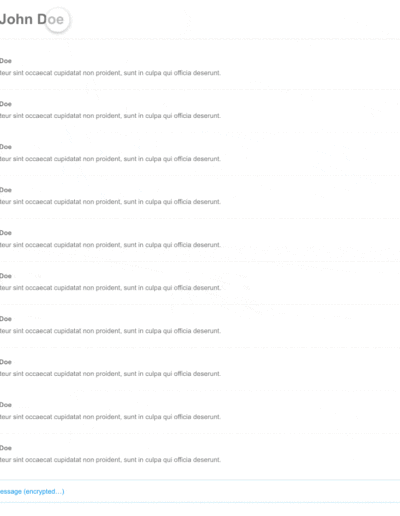 John Doe
Doe
teur sint occaecat cupidatat non proident, sunt in culpa qui officia deserunt.
Doe
teur sint occaecat cupidatat non proident, sunt in culpa qui officia deserunt.
Doe
teur sint occaecat cupidatat non proident, sunt in culpa qui officia deserunt.
Doe
teur sint occaecat cupidatat non proident, sunt in culpa qui officia deserunt.
Doe
teur sint occaecat cupidatat non proident, sunt in culpa qui officia deserunt.
Doe
teur sint occaecat cupidatat non proident, sunt in culpa qui officia deserunt.
Doe
teur sint occaecat cupidatat non proident, sunt in culpa qui officia deserunt.
Doe
teur sint occaecat cupidatat non proident, sunt in culpa qui officia deserunt.
Doe
teur sint occaecat cupidatat non proident, sunt in culpa qui officia deserunt.
Doe
teur sint occaecat cupidatat non proident, sunt in culpa qui officia deserunt.
essage (encrypted…)